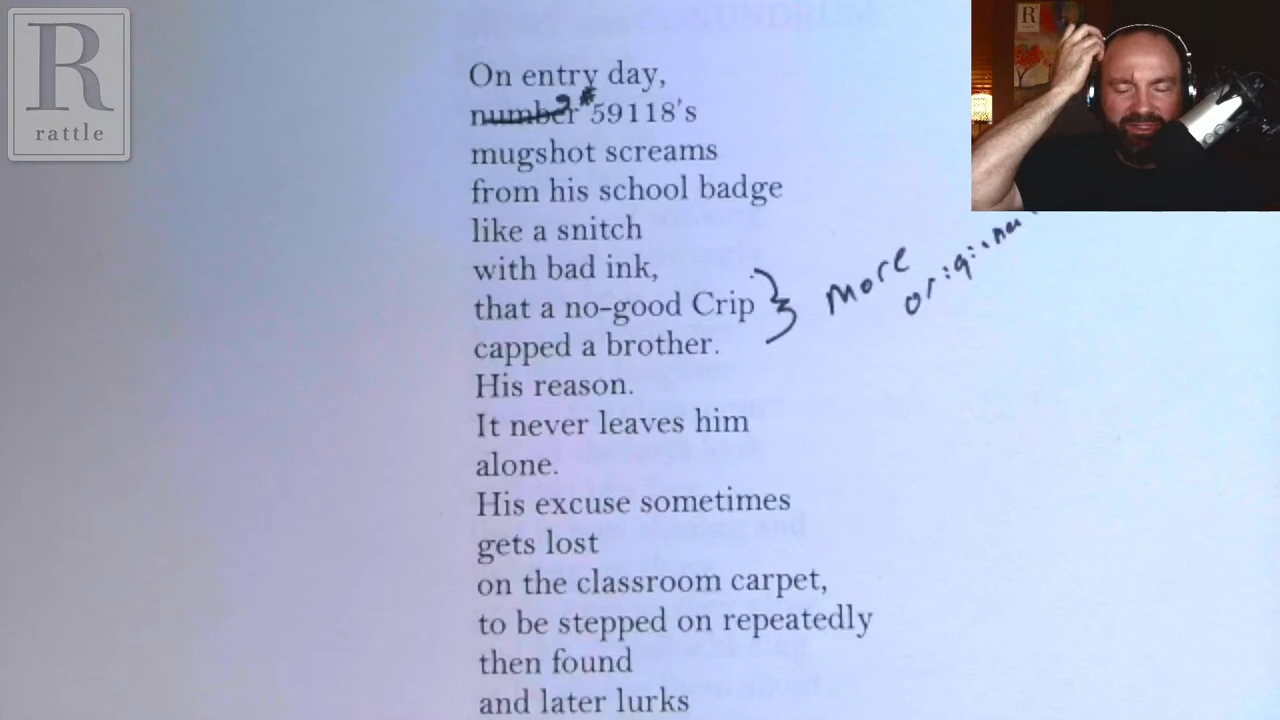 R
rattle
On entry day,
number #59118's
mugshot screams
from his school badge
like a snitch
with bad ink,
that a no-good Crip
capped a brother.
more
His reason.
It never leaves him
alone.
His excuse sometimes
gets lost
on the classroom carpet,
to be stepped on repeatedly
then found
and later lurks
R